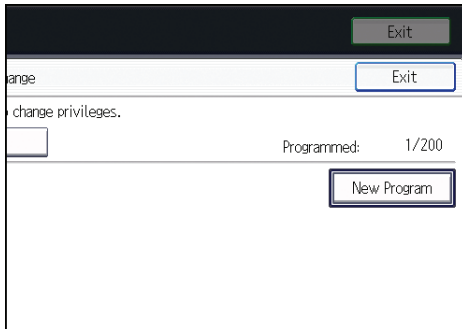 Exit
ange
Exit
change privileges.
Programmed: 1/200
New Program